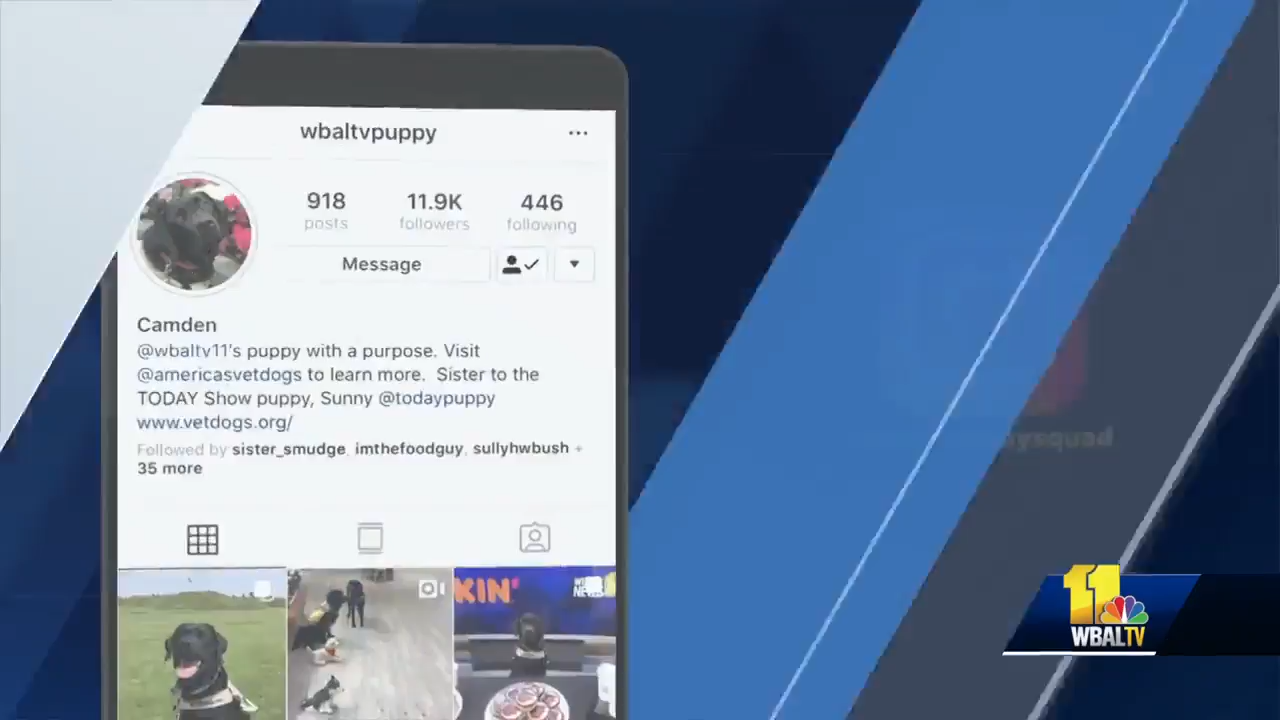 wbaltvpuppy
918 11.9K 446
posts followers following
Message
Camden
@wbaltv11's puppy with a purpose. Visit
@americasvetdogs to learn more. Sister to the
TODAY Show puppy, Sunny @todaypuppy
www.vetdogs.org/
Followed by sister_smudge, imthefoodguy, sullyhwbush +
35 more
KIN'
11
WBALTV